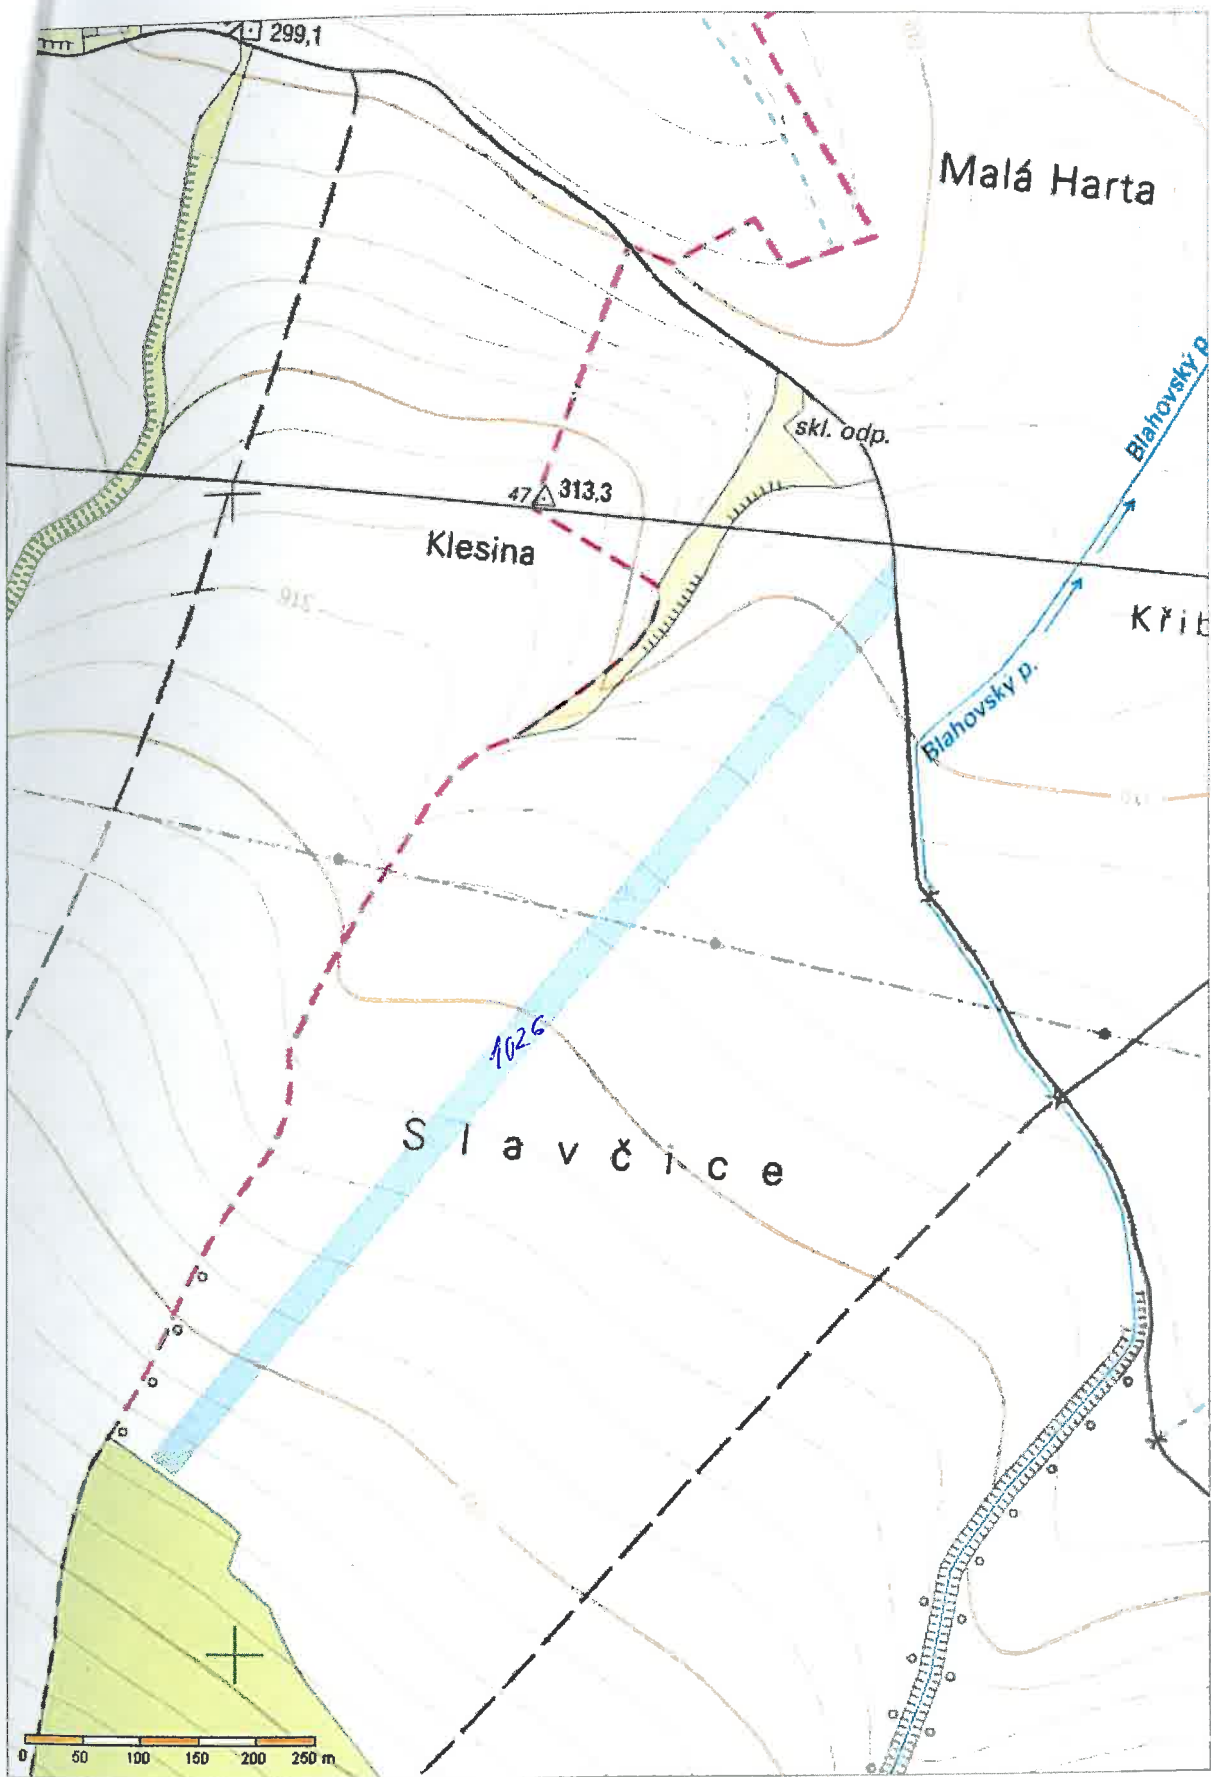 299,1
Malá Harta
Blahovský p.
skl. odp.
47 313,3
Klesina
Křib
Blahovský p.
1026
Slavčice
0 50 100 150 200 250 m